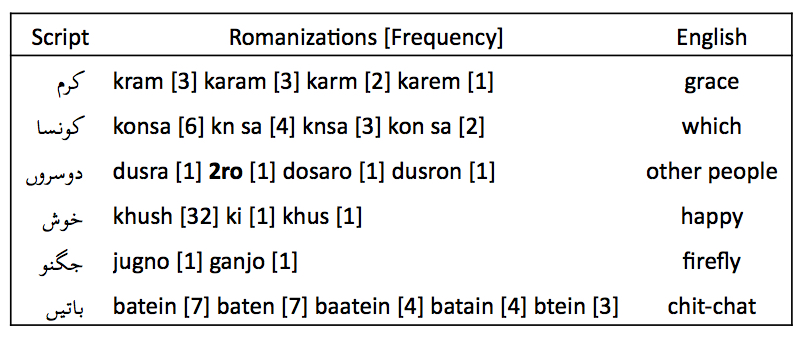 Script Romanizations [Frequency] English
کرم kram [3] karam [3] karm [2] karem [1] grace
کونسا konsa [6] kn sa [4] knsa [3] kon sa [2] which
دوسروں dusra [1] 2ro [1] dosaro [1] dusron [1] other people
خوش khush [32] ki [1] khus [1] happy
جگنو jugno [1] ganjo [1] firefly
باتیں batein [7] baten [7] baatein [4] batain [4] btein [3] chit-chat